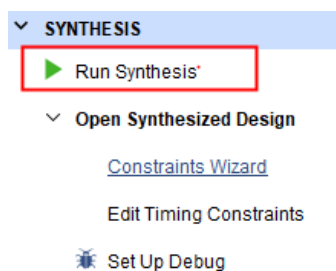 SYNTHESIS
Run Synthesis*
Open Synthesized Design
Constraints Wizard
Edit Timing Constraints
Set Up Debug